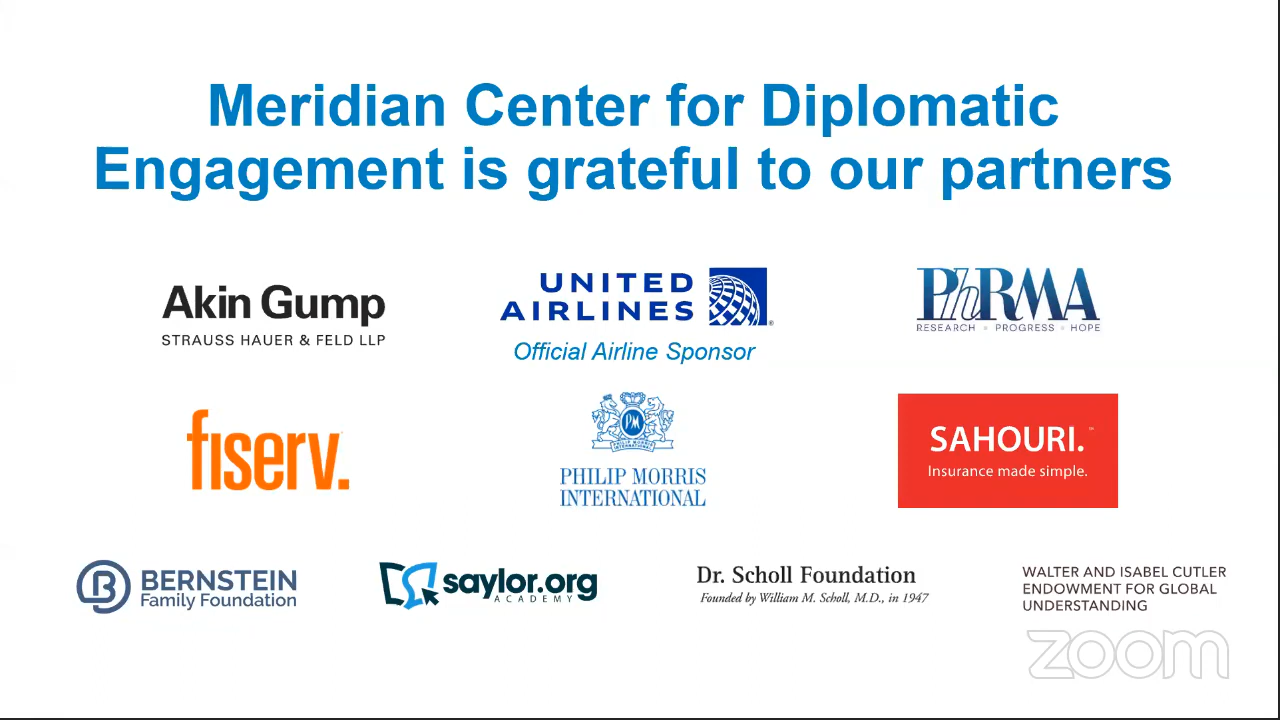 Meridian Center for Diplomatic
Engagement is grateful to our partners
Akin Gump
STRAUSS HAUER & FELD LLP
UNITED
AIRLINES
Official Airline Sponsor
PhRMA
RESEARCH • PROGRESS • HOPE
fiserv.
PM
PHILIP MORRIS
INTERNATIONAL
SAHOURI.™
Insurance made simple.
B BERNSTEIN
Family Foundation
saylor.org
ACADEMY
Dr. Scholl Foundation
Founded by William M. Scholl, M.D., in 1947
WALTER AND ISABEL CUTLER
ENDOWMENT FOR GLOBAL
UNDERSTANDING
zoom